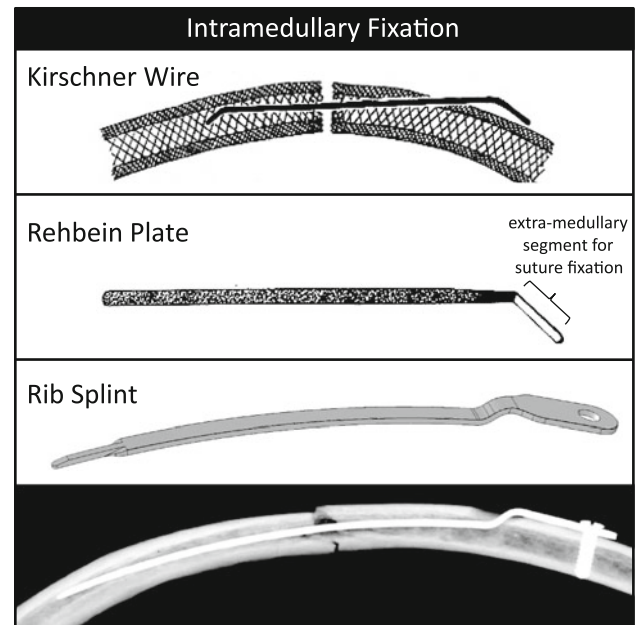 Intramedullary Fixation
Kirschner Wire
Rehbein Plate
extra-medullary
segment for
suture fixation
Rib Splint